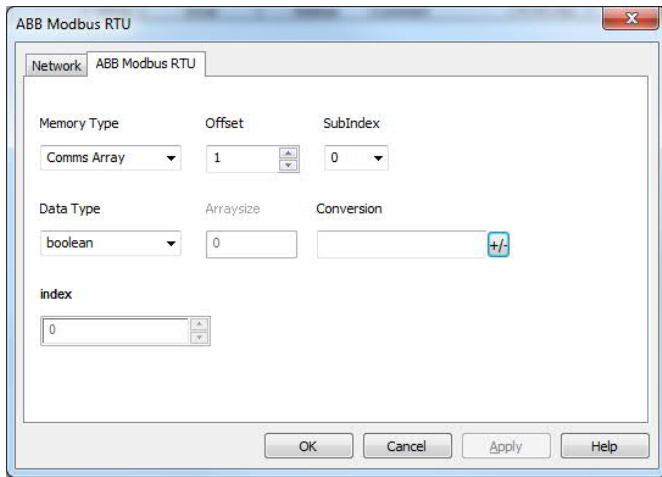 ABB Modbus RTU
Network ABB Modbus RTU
Memory Type Offset SubIndex
Comms Array 1 0
Data Type Arraysize Conversion
boolean 0 +/-
index
0
OK Cancel Apply Help